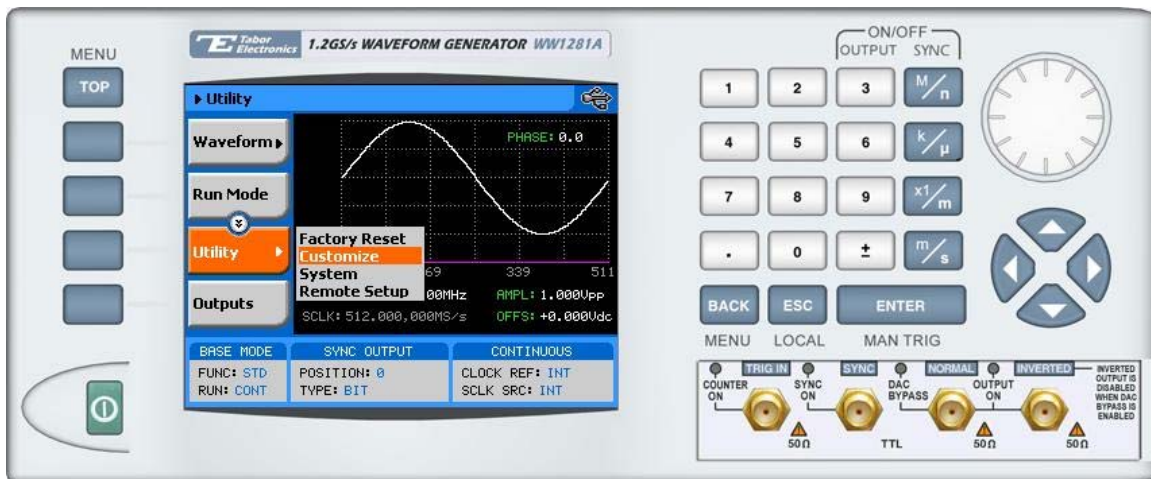 MENU
TOP
Tabor
Electronics
1.2GS/s WAVEFORM GENERATOR WW1281A
Utility
Waveform
Run Mode
Utility
Outputs
PHASE: 0.0
Factory Reset
Customize
System
Remote Setup
69 339 511
00MHz AMPL: 1.000Vpp
SCLK: 512.000,000MS/s OFFS: +0.000Vdc
BASE MODE
FUNC: STD
RUN: CONT
SYNC OUTPUT
POSITION: 0
TYPE: BIT
CONTINUOUS
CLOCK REF: INT
SCLK SRC: INT
ON/OFF
OUTPUT SYNC
1 2 3 M/n
4 5 6 k/µ
7 8 9 x1/m
. 0 ± m/s
BACK ESC ENTER
MENU LOCAL MAN TRIG
TRIG IN SYNC NORMAL INVERTED
COUNTER
ON
SYNC
ON
DAC
BYPASS
OUTPUT
ON
INVERTED
OUTPUT IS
DISABLED
WHEN DAC
BYPASS IS
ENABLED
50Ω TTL 50Ω 50Ω